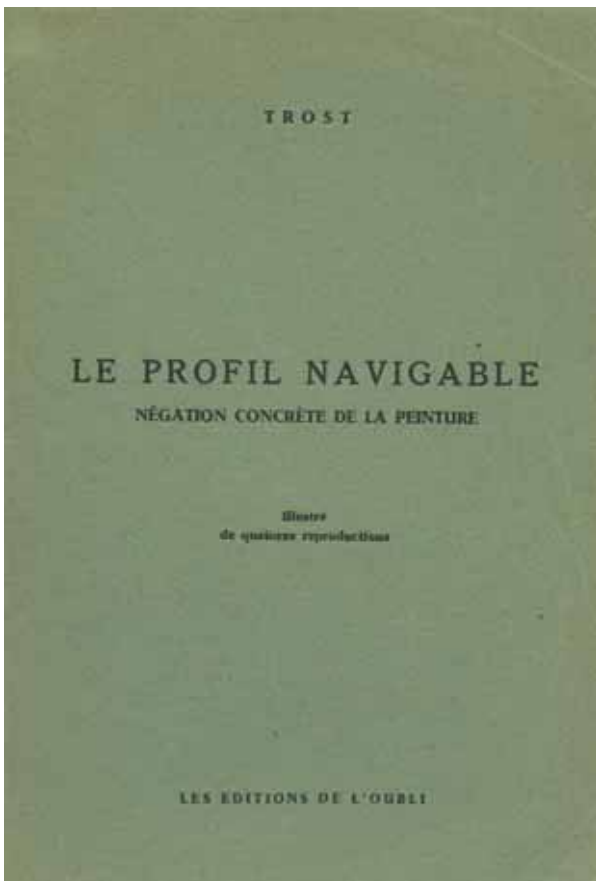 TROST
LE PROFIL NAVIGABLE
NÉGATION CONCRÈTE DE LA PEINTURE
Illustré
de quatorze reproductions
LES EDITIONS DE L'OUBLI